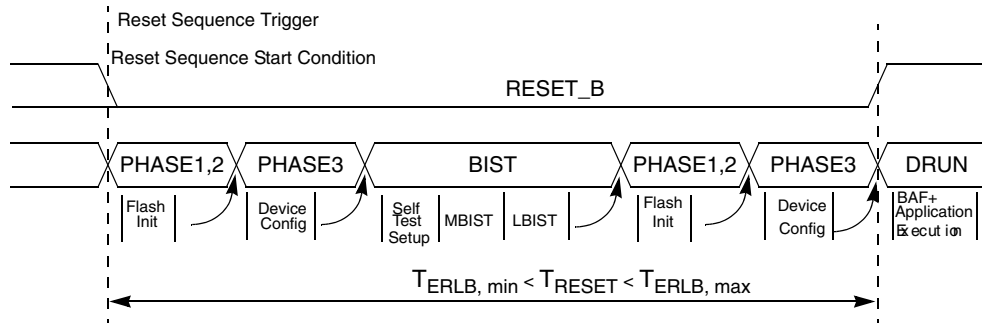 Reset Sequence Trigger
Reset Sequence Start Condition
RESET_B
PHASE1,2 PHASE3 BIST PHASE1,2 PHASE3 DRUN
Flash
Init
Device
Config
Self
Test
Setup
MBIST
LBIST
Flash
Init
Device
Config
BAF+
Application
Execution
TERLB, min < TRESET < TERLB, max